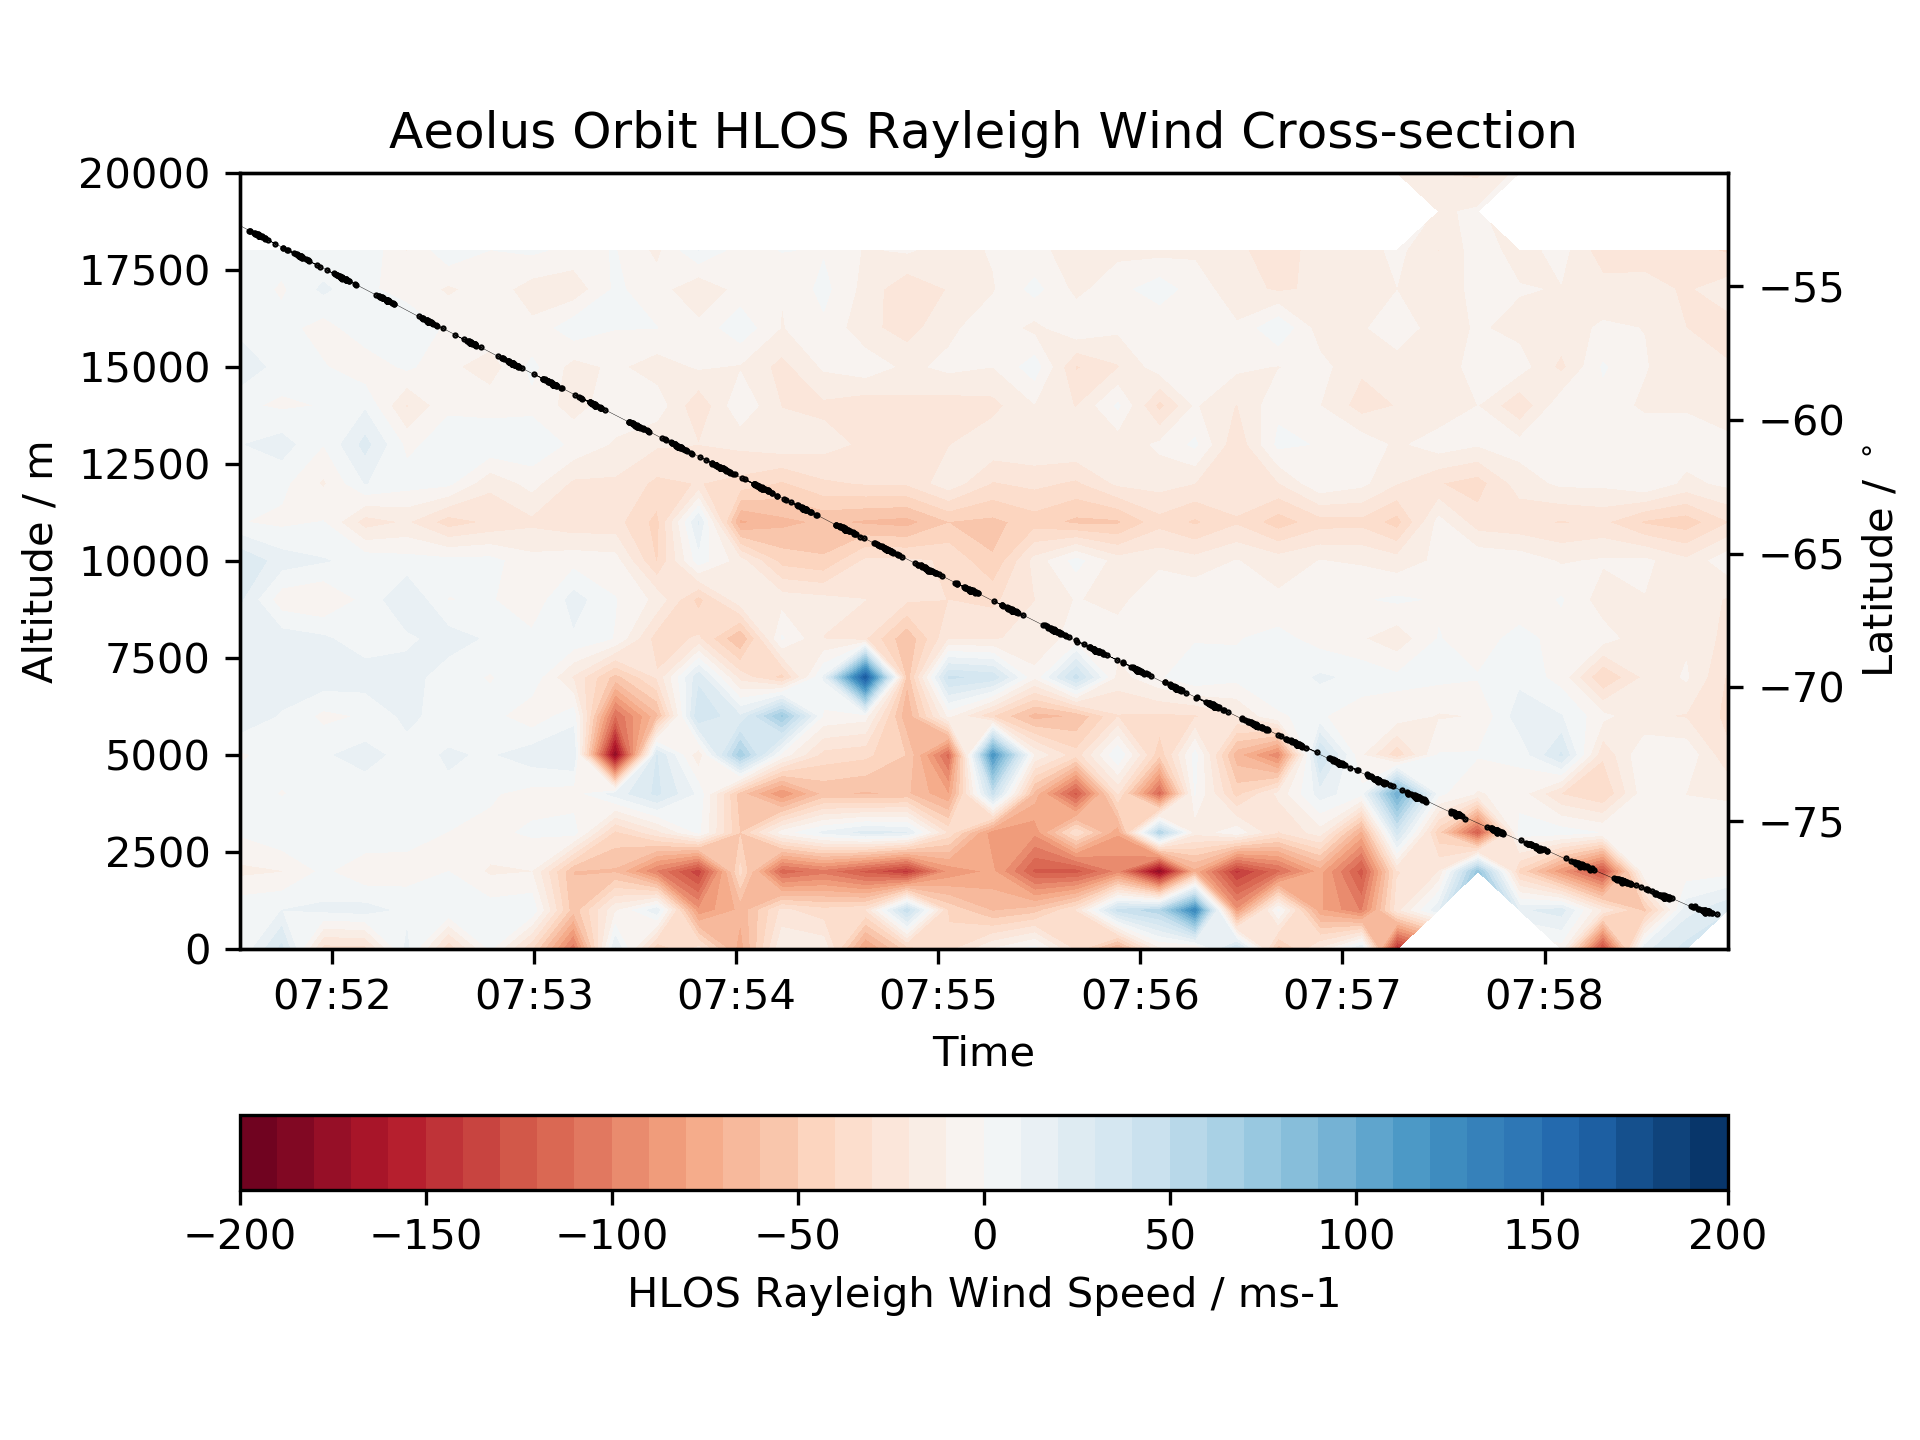 Aeolus Orbit HLOS Rayleigh Wind Cross-section
20000
17500
15000
12500
10000
7500
5000
2500
0
Altitude / m
−55
−60
−65
−70
−75
Latitude / °
07:52 07:53 07:54 07:55 07:56 07:57 07:58
Time
−200 −150 −100 −50 0 50 100 150 200
HLOS Rayleigh Wind Speed / ms-1